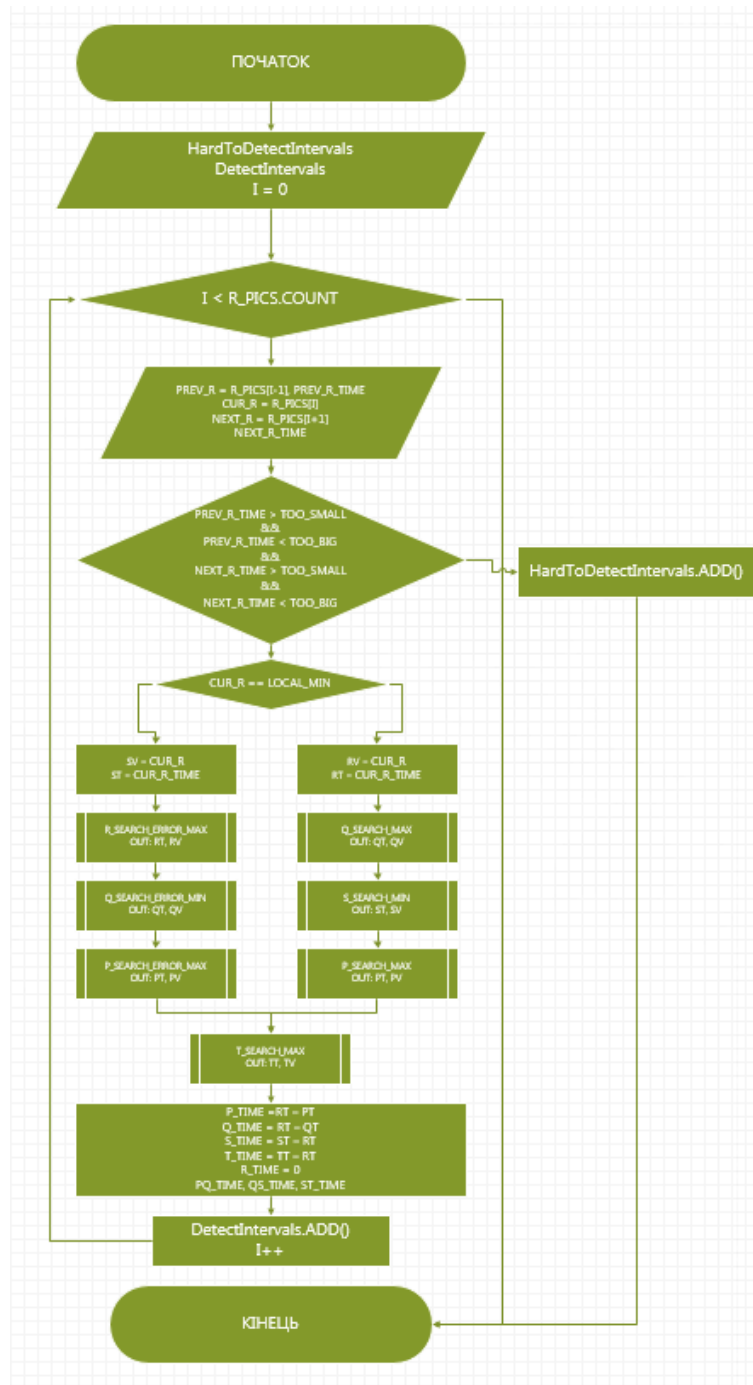 ПОЧАТОК
HardToDetectIntervals
DetectIntervals
I = 0
I < R_PICS.COUNT
PREV_R = R_PICS[I-1], PREV_R_TIME
CUR_R = R_PICS[I]
NEXT_R = R_PICS[I+1]
NEXT_R_TIME
PREV_R_TIME > TOO_SMALL
&&
PREV_R_TIME < TOO_BIG
&&
NEXT_R_TIME > TOO_SMALL
&&
NEXT_R_TIME < TOO_BIG
HardToDetectIntervals.ADD()
CUR_R == LOCAL_MIN
SV = CUR_R
ST = CUR_R_TIME
RV = CUR_R
RT = CUR_R_TIME
R_SEARCH_ERROR_MAX
OUT: RT, RV
Q_SEARCH_MAX
OUT: QT, QV
Q_SEARCH_ERROR_MIN
OUT: QT, QV
S_SEARCH_MIN
OUT: ST, SV
P_SEARCH_ERROR_MAX
OUT: PT, PV
P_SEARCH_MAX
OUT: PT, PV
T_SEARCH_MAX
OUT: TT, TV
P_TIME =RT - PT
Q_TIME = RT - QT
S_TIME = ST - RT
T_TIME = TT - RT
R_TIME = 0
PQ_TIME, QS_TIME, ST_TIME
DetectIntervals.ADD()
I++
КІНЕЦЬ